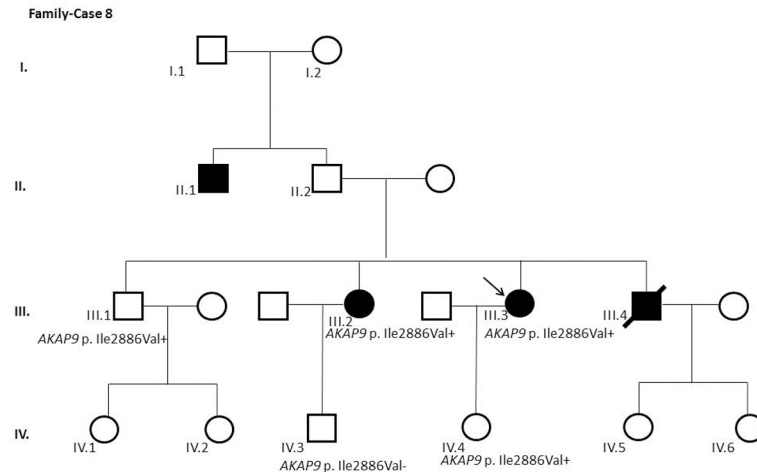 Family-Case 8
I.
I.1
I.2
II.
II.1
II.2
III.
III.1
III.2
III.3
III.4
AKAP9 p. Ile2886Val+
AKAP9 p. Ile2886Val+
AKAP9 p. Ile2886Val+
IV.
IV.1
IV.2
IV.3
IV.4
IV.5
IV.6
AKAP9 p. Ile2886Val-
AKAP9 p. Ile2886Val+